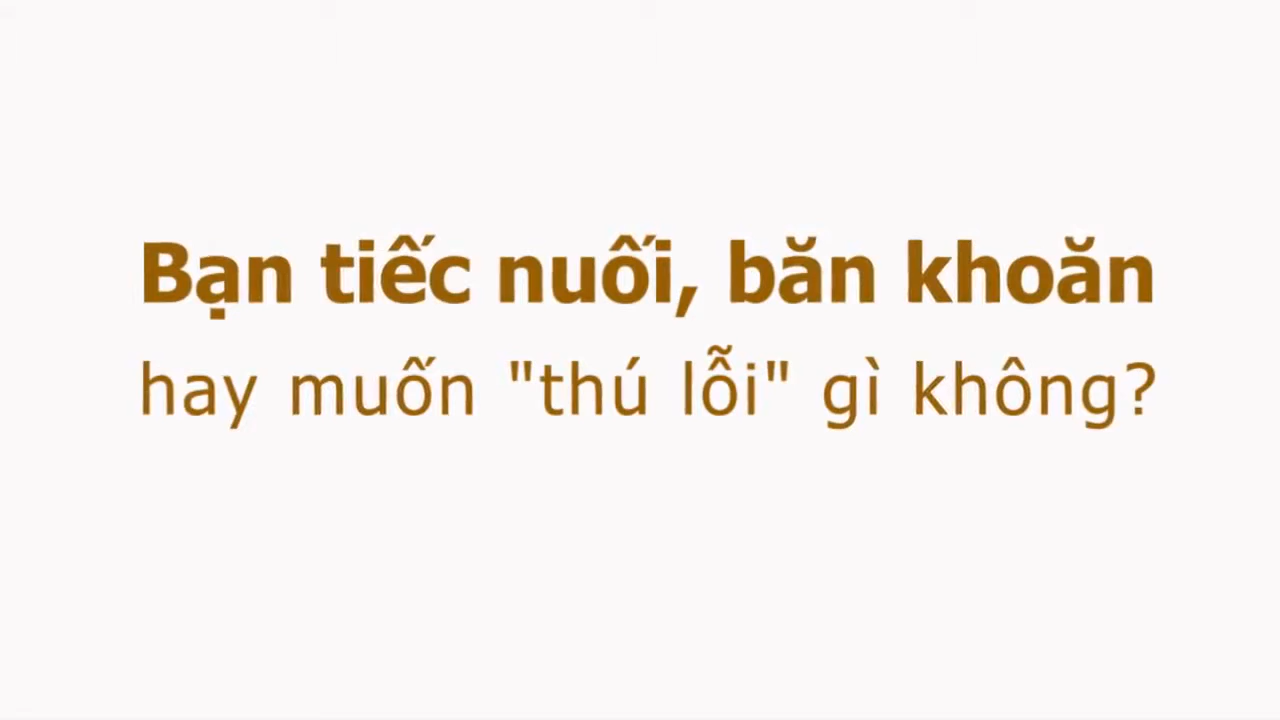 Bạn tiếc nuối, băn khoăn
hay muốn "thú lỗi" gì không?